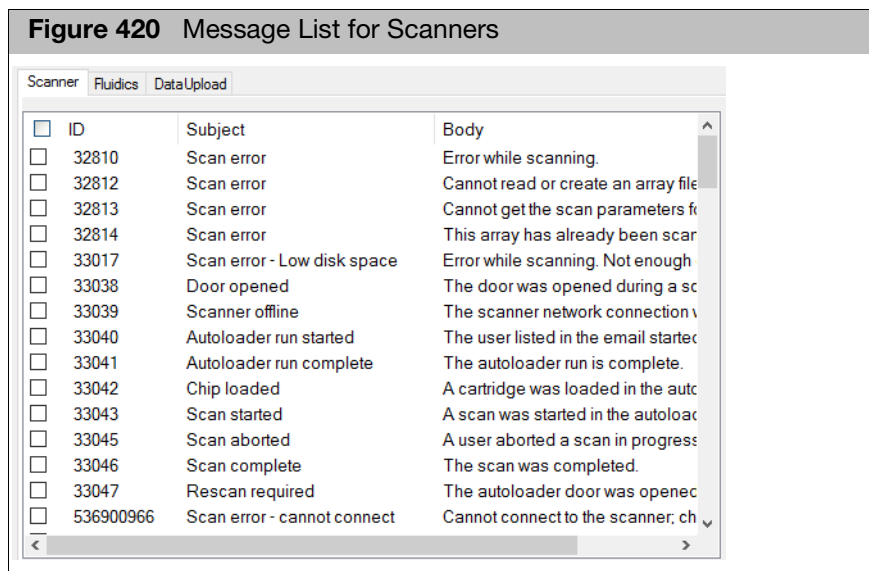 Figure 420 Message List for Scanners
Scanner Fluidics DataUpload
ID Subject Body
32810 Scan error Error while scanning.
32812 Scan error Cannot read or create an array file
32813 Scan error Cannot get the scan parameters
32814 Scan error This array has already been
33017 Scan error - Low disk space Error while scanning. Not enough
33038 Door opened The door was opened during a
33039 Scanner offline The scanner network connection
33040 Autoloader run started The user listed in the email started
33041 Autoloader run complete The autoloader run is complete.
33042 Chip loaded A cartridge was loaded in the
33043 Scan started A scan was started in the
33045 Scan aborted A user aborted a scan in progress
33046 Scan complete The scan was completed.
33047 Rescan required The autoloader door was opened
536900966 Scan error - cannot connect Cannot connect to the scanner; ch